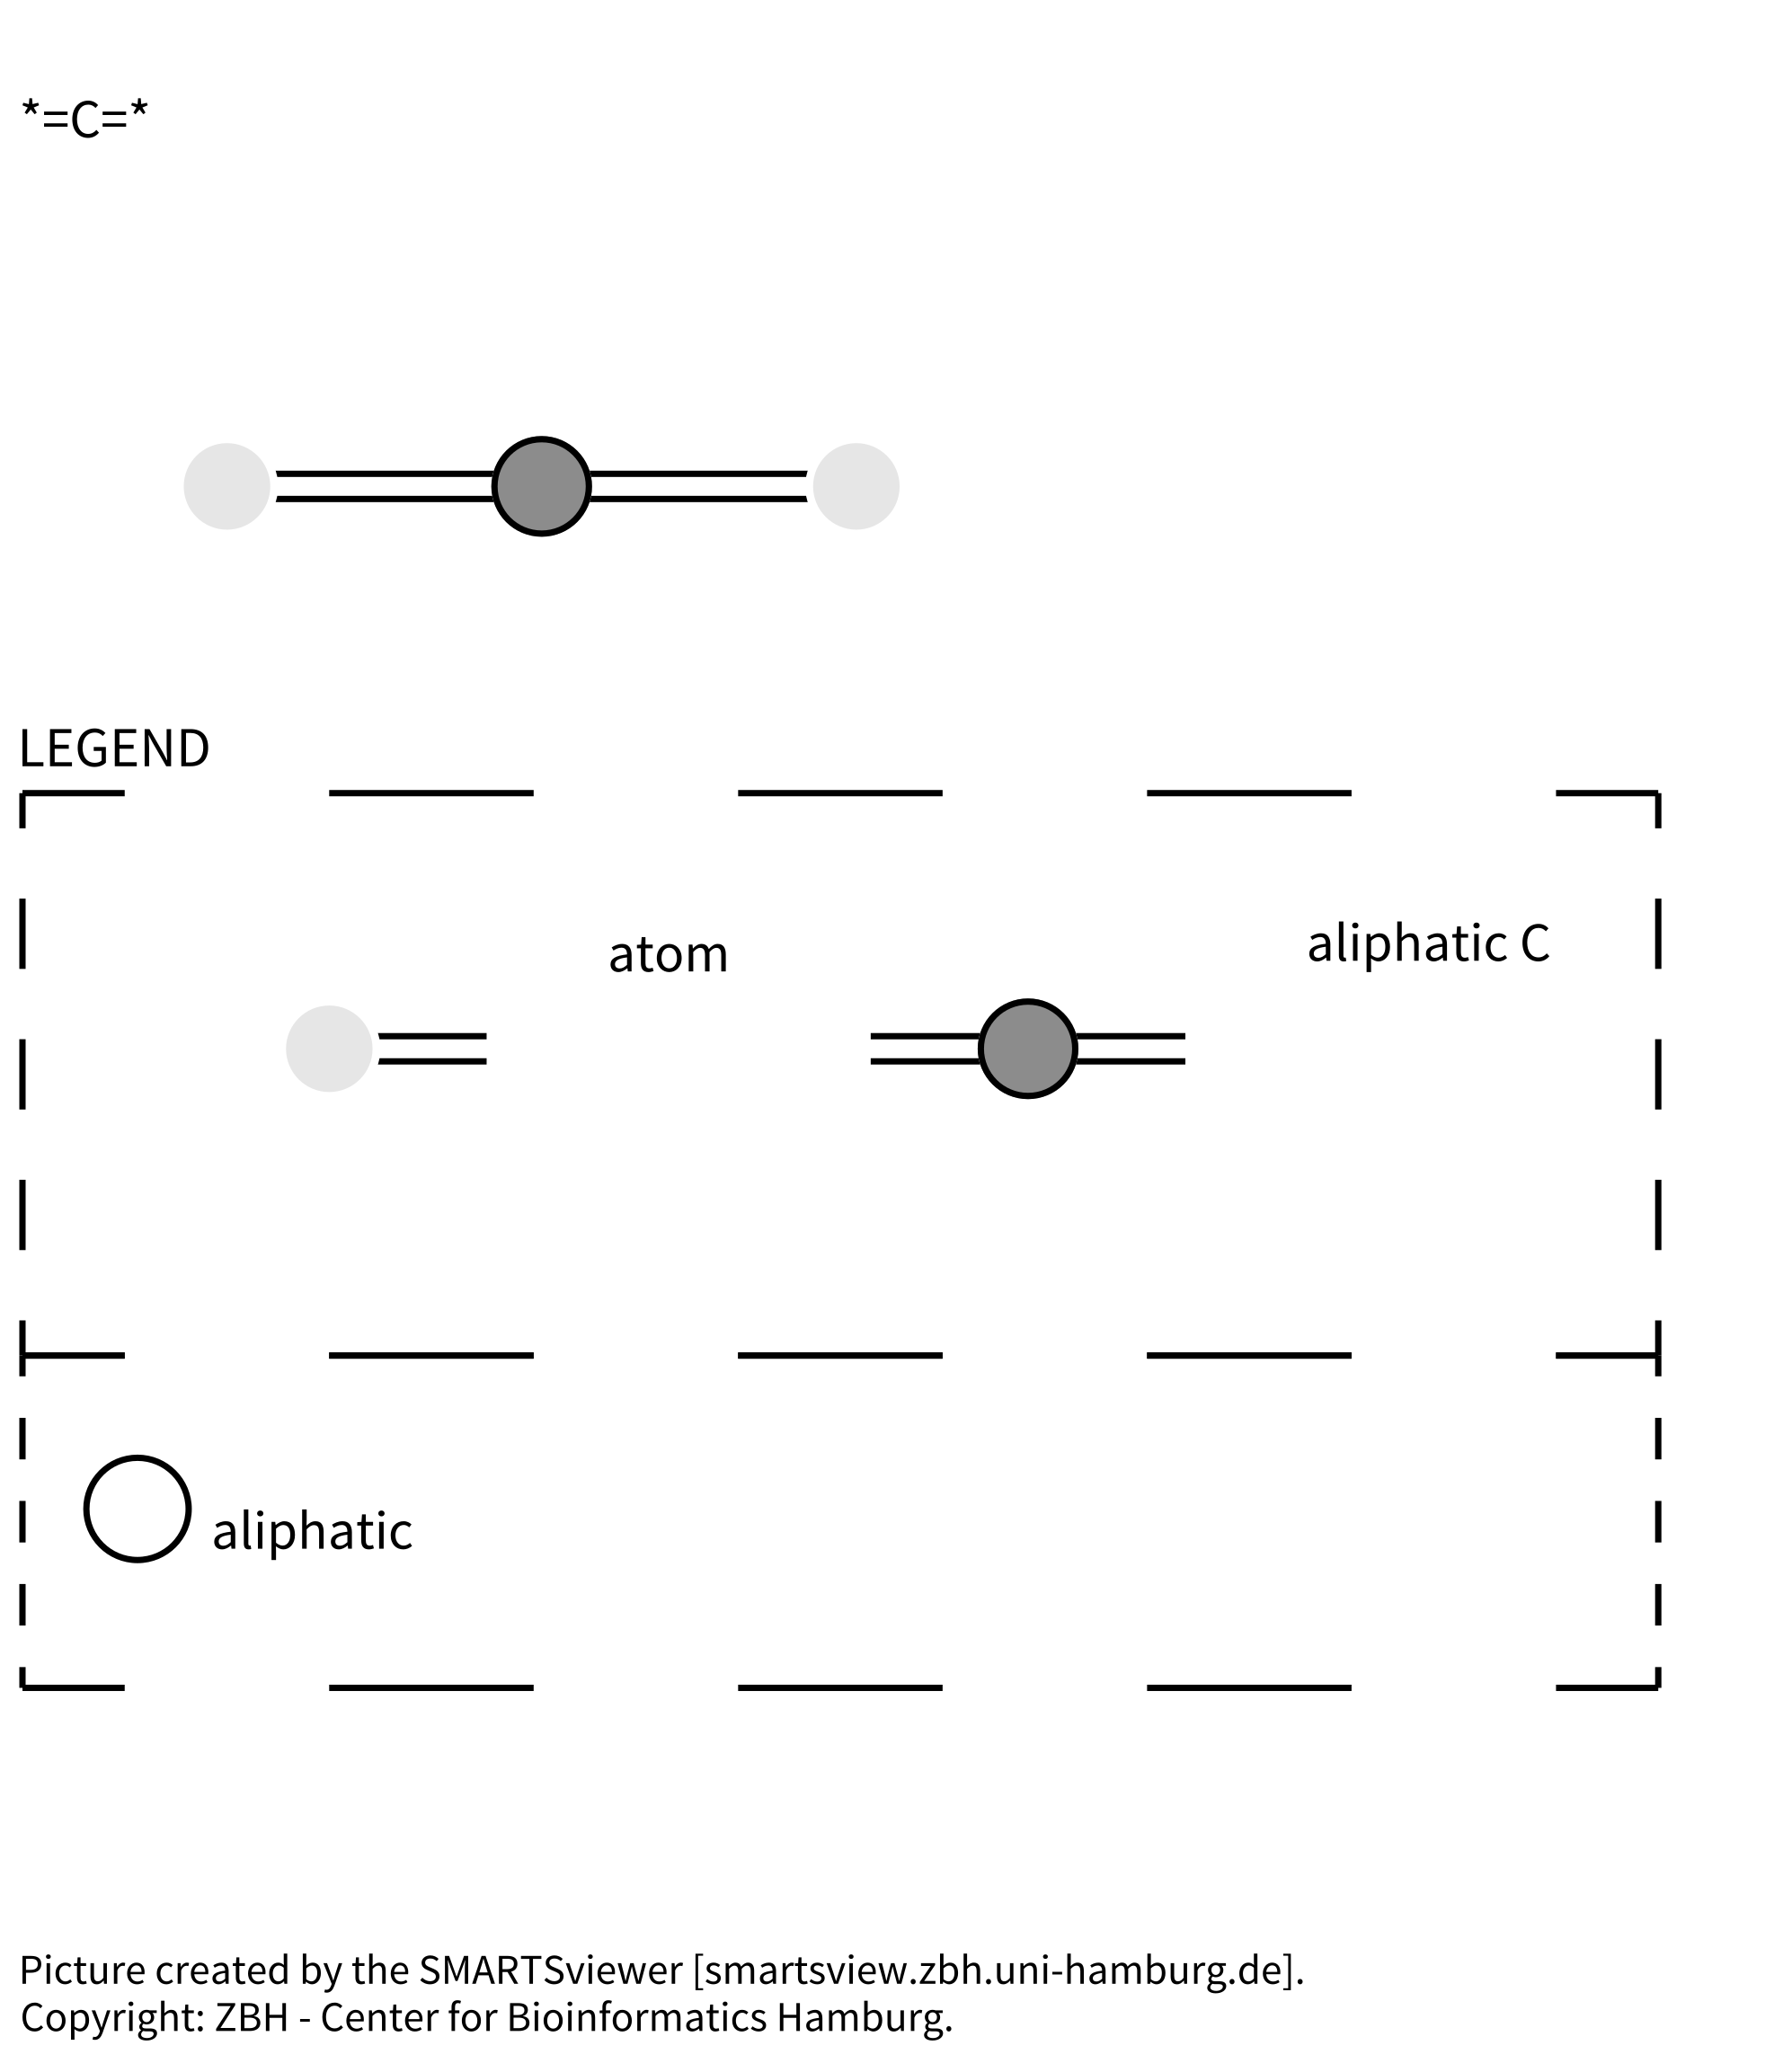 *=C=*
LEGEND
atom
aliphatic C
aliphatic
Picture created by the SMARTSviewer [smartsview.zbh.uni-hamburg.de].
Copyright: ZBH - Center for Bioinformatics Hamburg.